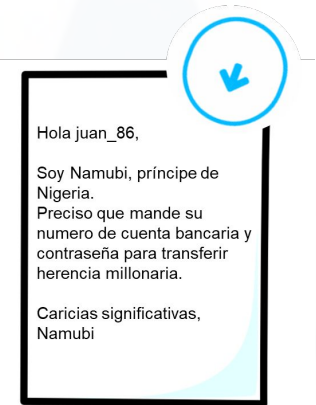 Hola juan_86,
Soy Namubi, príncipe de
Nigeria.
Preciso que mande su
numero de cuenta bancaria y
contraseña para transferir
herencia millonaria.
Caricias significativas,
Namubi